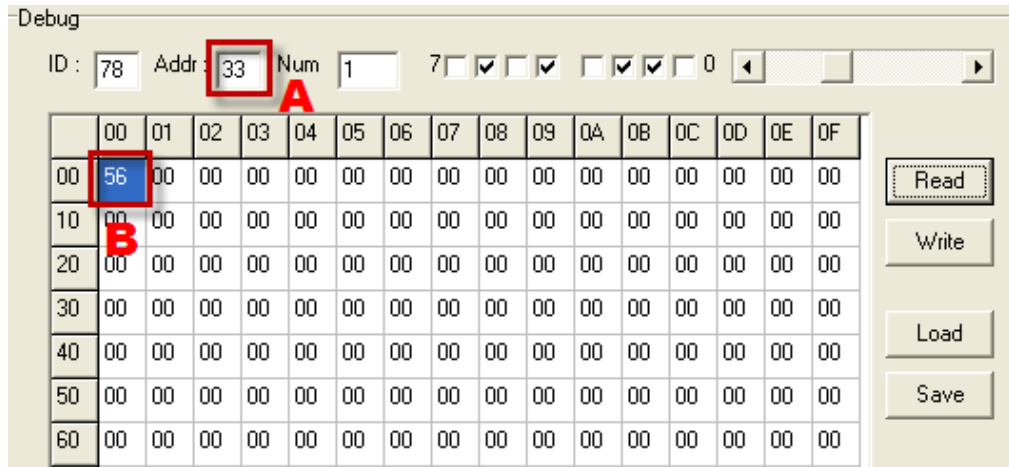 Debug
ID : 78 Addr : 33 Num 1 7 0
A
00 01 02 03 04 05 06 07 08 09 0A 0B 0C 0D 0E 0F
00 56 00 00 00 00 00 00 00 00 00 00 00 00 00 00 00 Read
10 00 00 00 00 00 00 00 00 00 00 00 00 00 00 00 00
B
Write
20 00 00 00 00 00 00 00 00 00 00 00 00 00 00 00 00
30 00 00 00 00 00 00 00 00 00 00 00 00 00 00 00 00
Load
40 00 00 00 00 00 00 00 00 00 00 00 00 00 00 00 00
50 00 00 00 00 00 00 00 00 00 00 00 00 00 00 00 00 Save
60 00 00 00 00 00 00 00 00 00 00 00 00 00 00 00 00